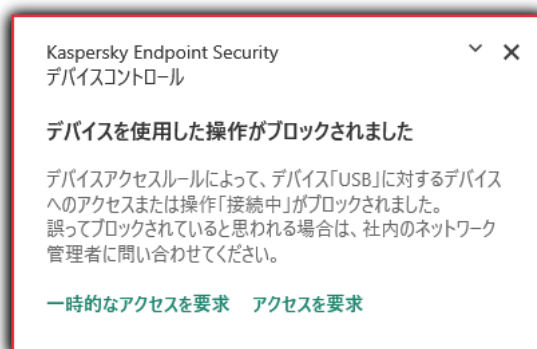 Kaspersky Endpoint Security
デバイスコントロール
デバイスを使用した操作がブロックされました
デバイスアクセスルールによって、デバイス「USB」に対するデバイス
へのアクセスまたは操作「接続中」がブロックされました。
誤ってブロックされていると思われる場合は、社内のネットワーク
管理者に問い合わせてください。
一時的なアクセスを要求 アクセスを要求